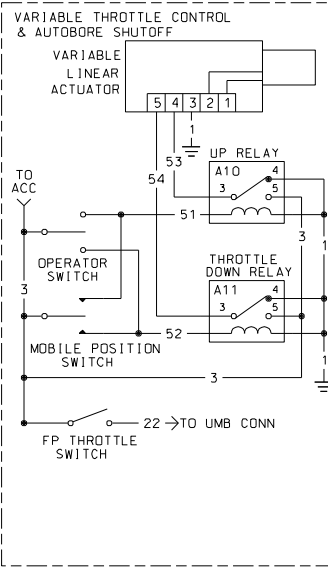 VARIABLE THROTTLE CONTROL
& AUTOBORE SHUTOFF
VARIABLE
LINEAR
ACTUATOR
5 4 3 2 1
1
53
54
UP RELAY
A10
4
3
5
TO
ACC
51
OPERATOR
SWITCH
3
1
THROTTLE
DOWN RELAY
A11
4
3
5
3
52
MOBILE POSITION
SWITCH
1
3
22
TO UMB CONN
FP THROTTLE
SWITCH